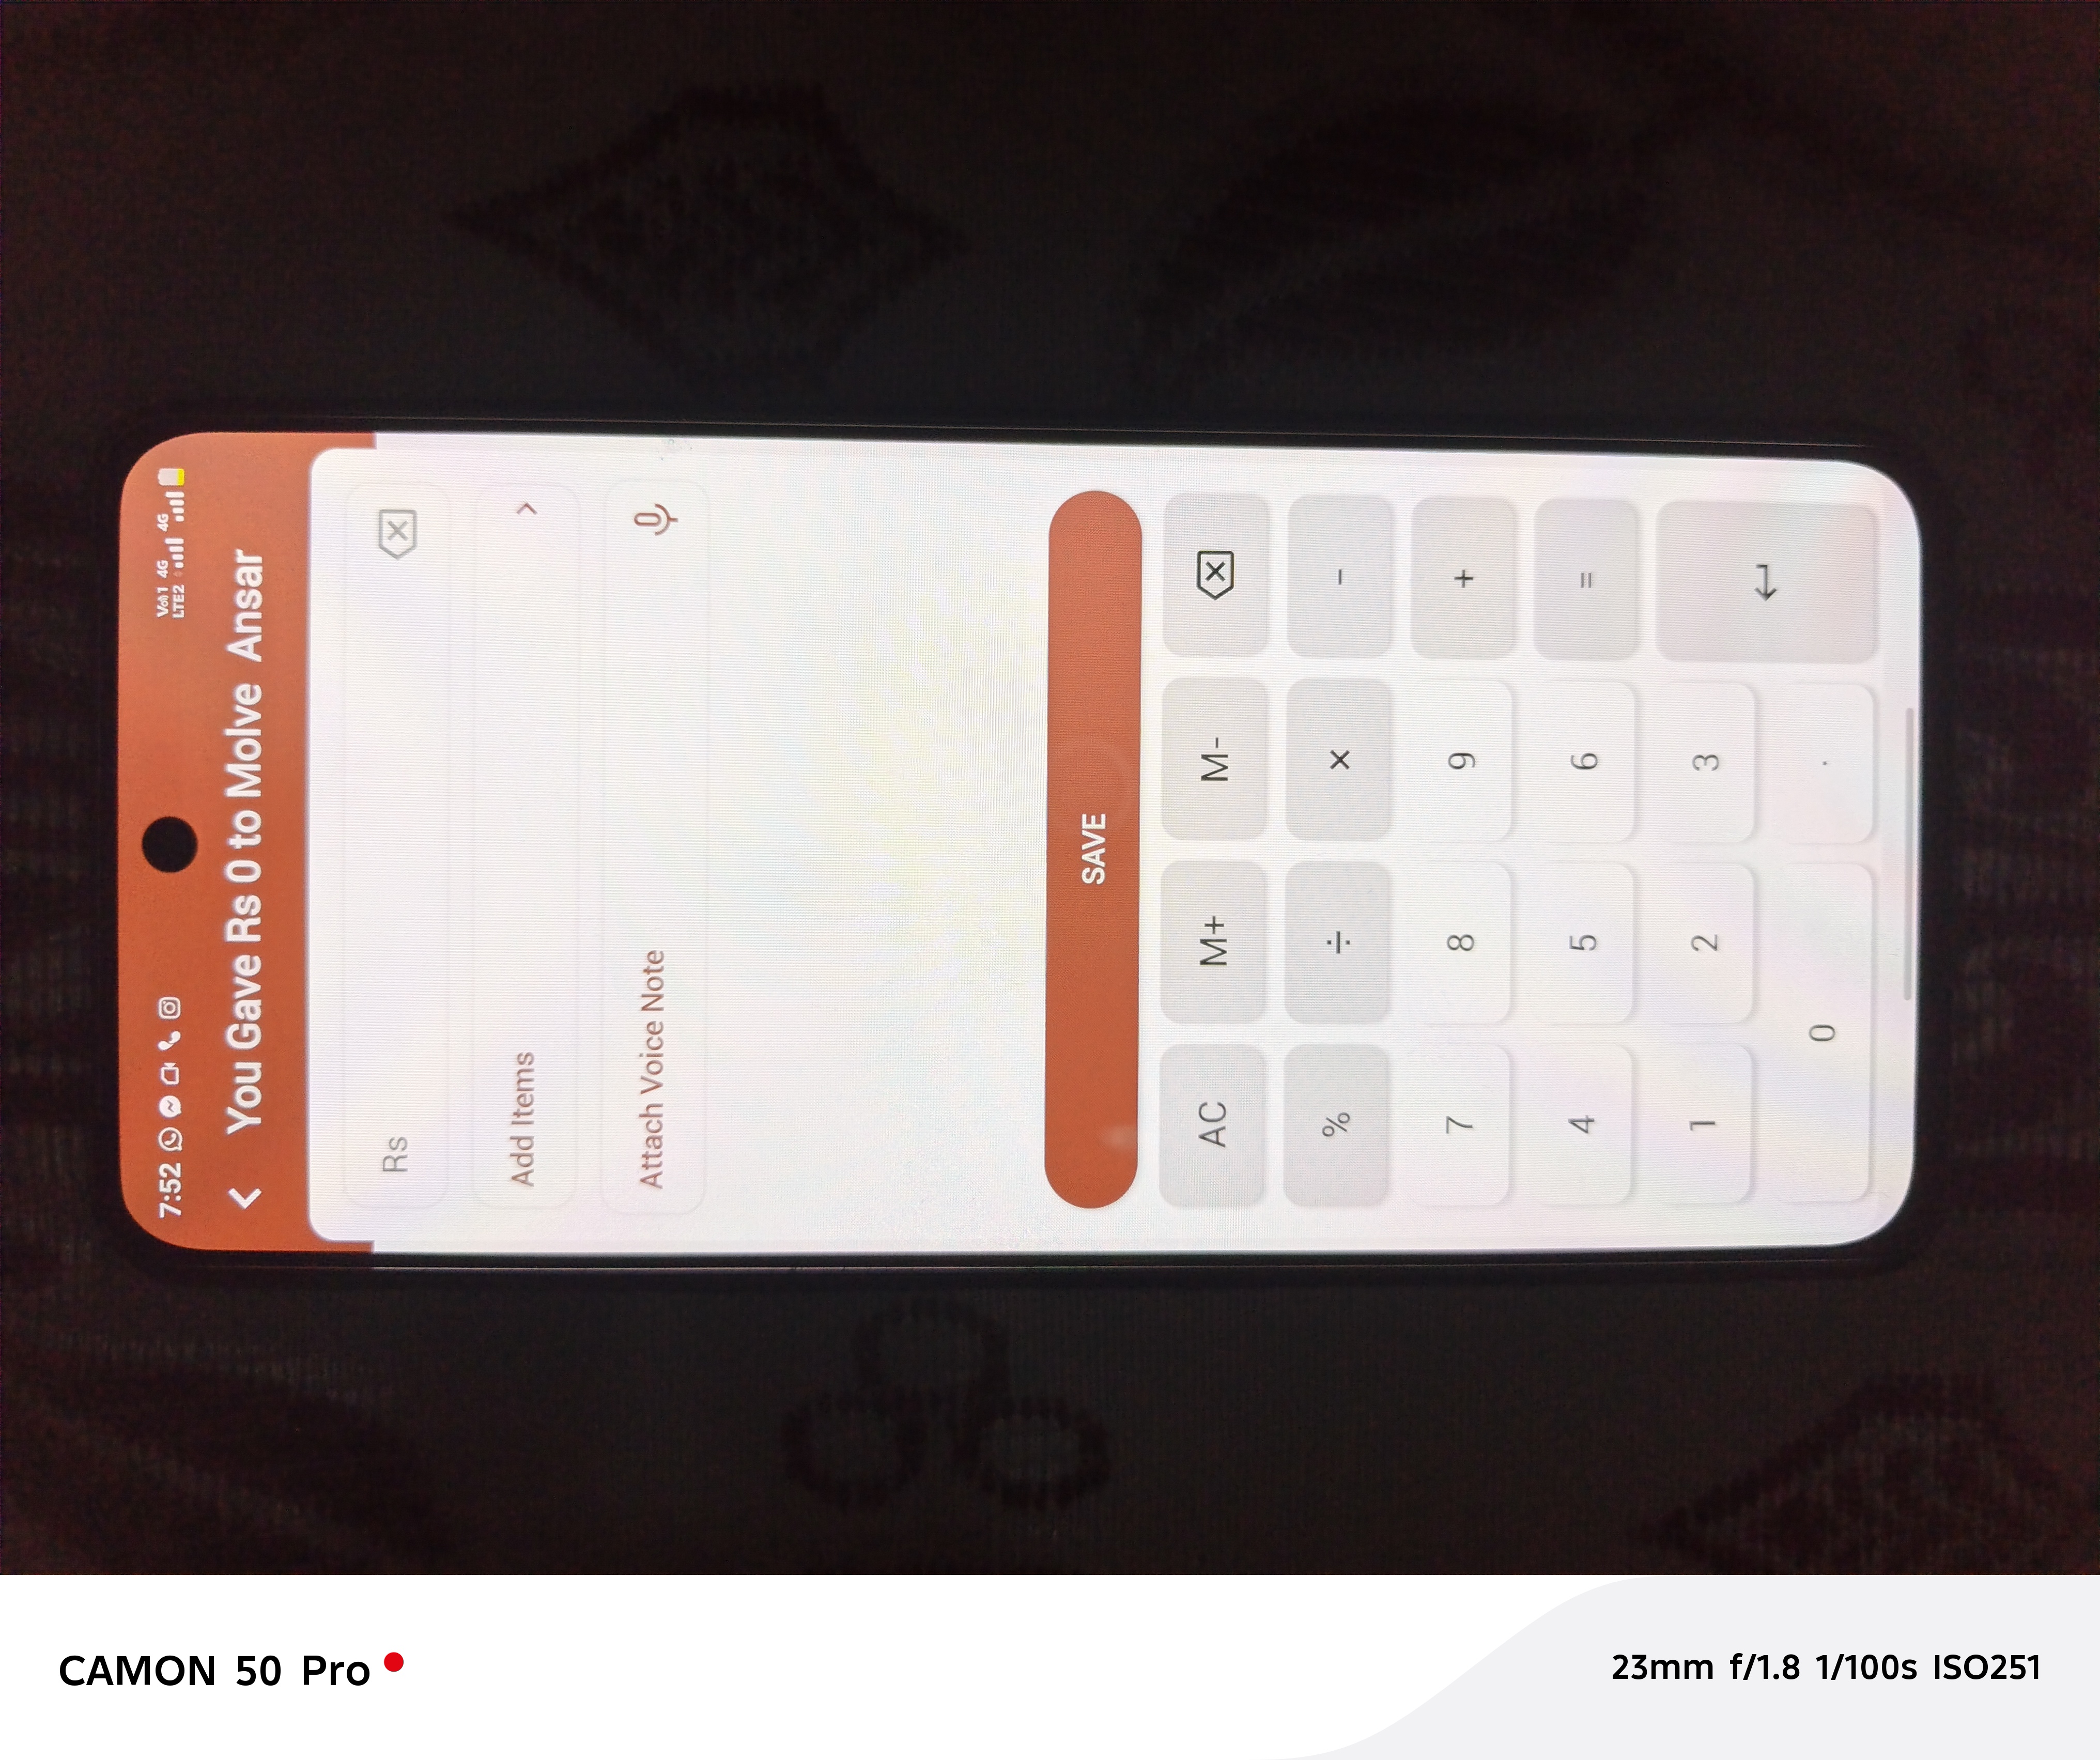 7:52
Vo)) 1 4G 4G
LTE2
You Gave Rs 0 to Molve Ansar
Rs
Add Items
Attach Voice Note
SAVE
AC M+ M-
% ÷ × -
7 8 9 +
4 5 6 =
1 2 3
0 .
CAMON 50 Pro
23mm f/1.8 1/100s ISO251